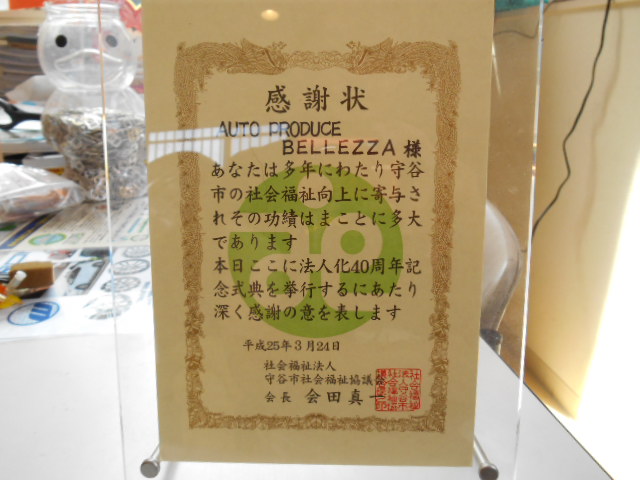 感謝状
AUTO PRODUCE
BELLEZZA 様
あなたは多年にわたり守谷
市の社会福祉向上に寄与さ
れその功績はまことに多大
であります
本日ここに法人化40周年記
念式典を挙行するにあたり
深く感謝の意を表します
平成25年3月24日
社会福祉法人
守谷市社会福祉協議会
会長 会田真一